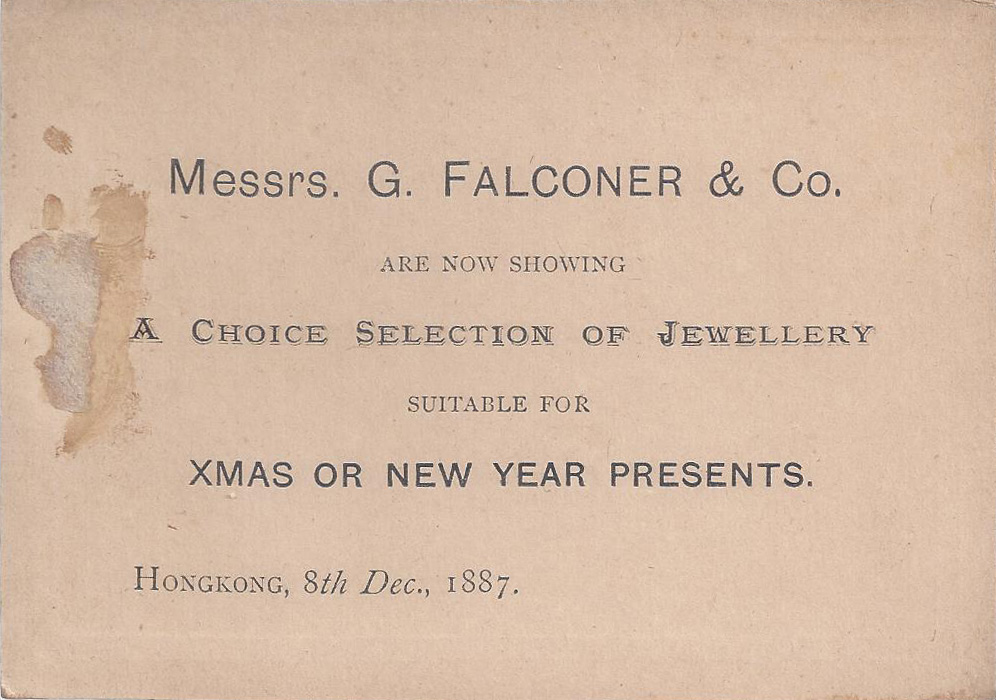 Messrs. G. FALCONER & Co.
ARE NOW SHOWING
A CHOICE SELECTION OF JEWELLERY
SUITABLE FOR
XMAS OR NEW YEAR PRESENTS.
HONGKONG, 8th Dec., 1887.